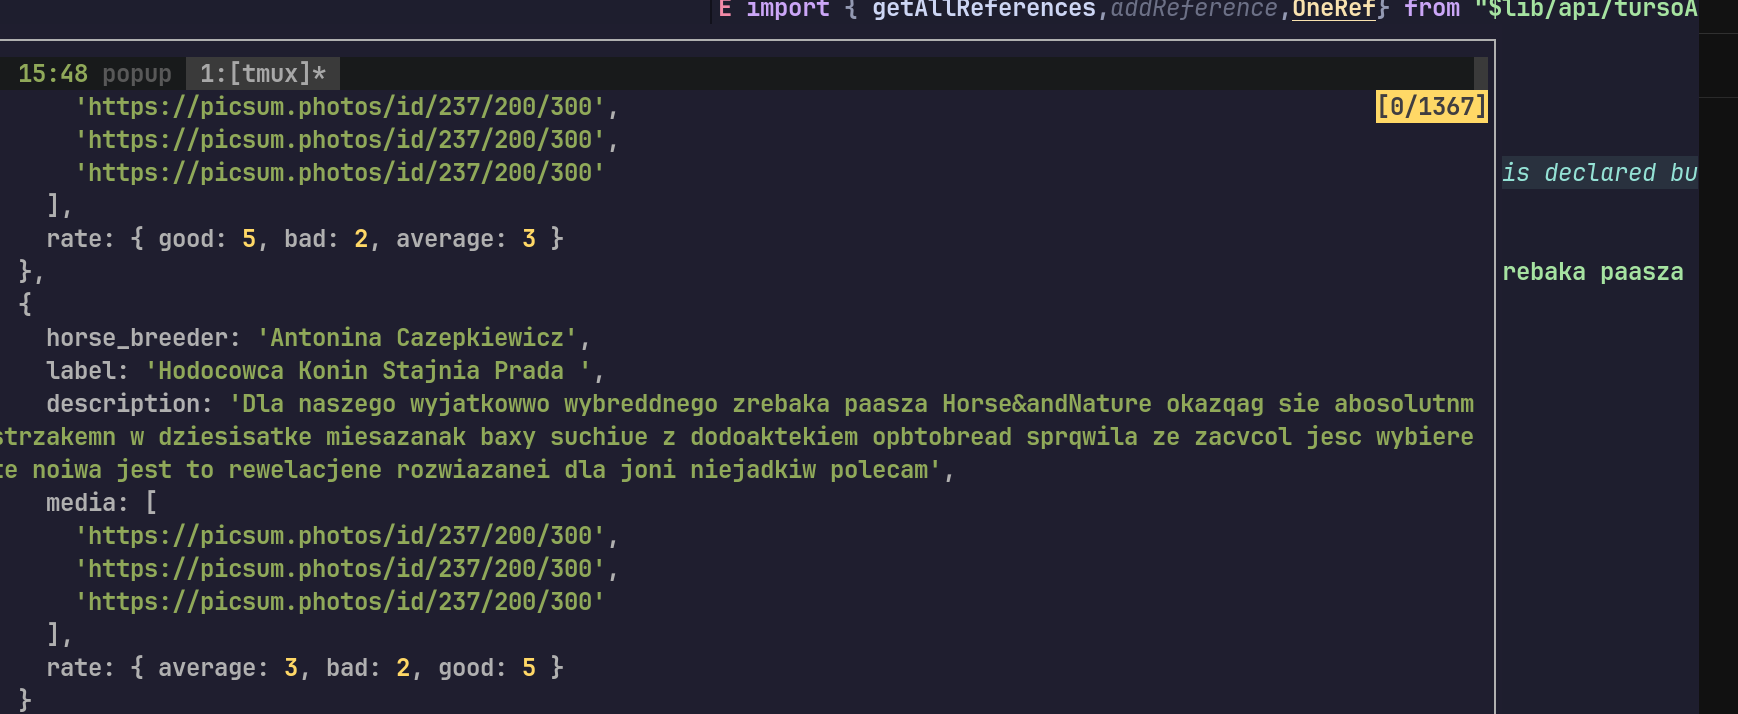 E import { getAllReferences,addReference,OneRef} from "$lib/api/tursoA
15:48 popup 1:[tmux]*
'https://picsum.photos/id/237/200/300', [0/1367]
'https://picsum.photos/id/237/200/300',
'https://picsum.photos/id/237/200/300' is declared bu
],
rate: { good: 5, bad: 2, average: 3 }
}, rebaka paasza
{
horse_breeder: 'Antonina Cazepkiewicz',
label: 'Hodocowca Konin Stajnia Prada ',
description: 'Dla naszego wyjatkowwo wybreddnego zrebaka paasza Horse&andNature okazqag sie abosolutnm
strzakemn w dziesisatke miesazanak baxy suchiue z dodoaktekiem opbtobread sprqwila ze zacvcol jesc wybiere
te noiwa jest to rewelacjene rozwiazanei dla joni niejadkiw polecam',
media: [
'https://picsum.photos/id/237/200/300',
'https://picsum.photos/id/237/200/300',
'https://picsum.photos/id/237/200/300'
],
rate: { average: 3, bad: 2, good: 5 }
}